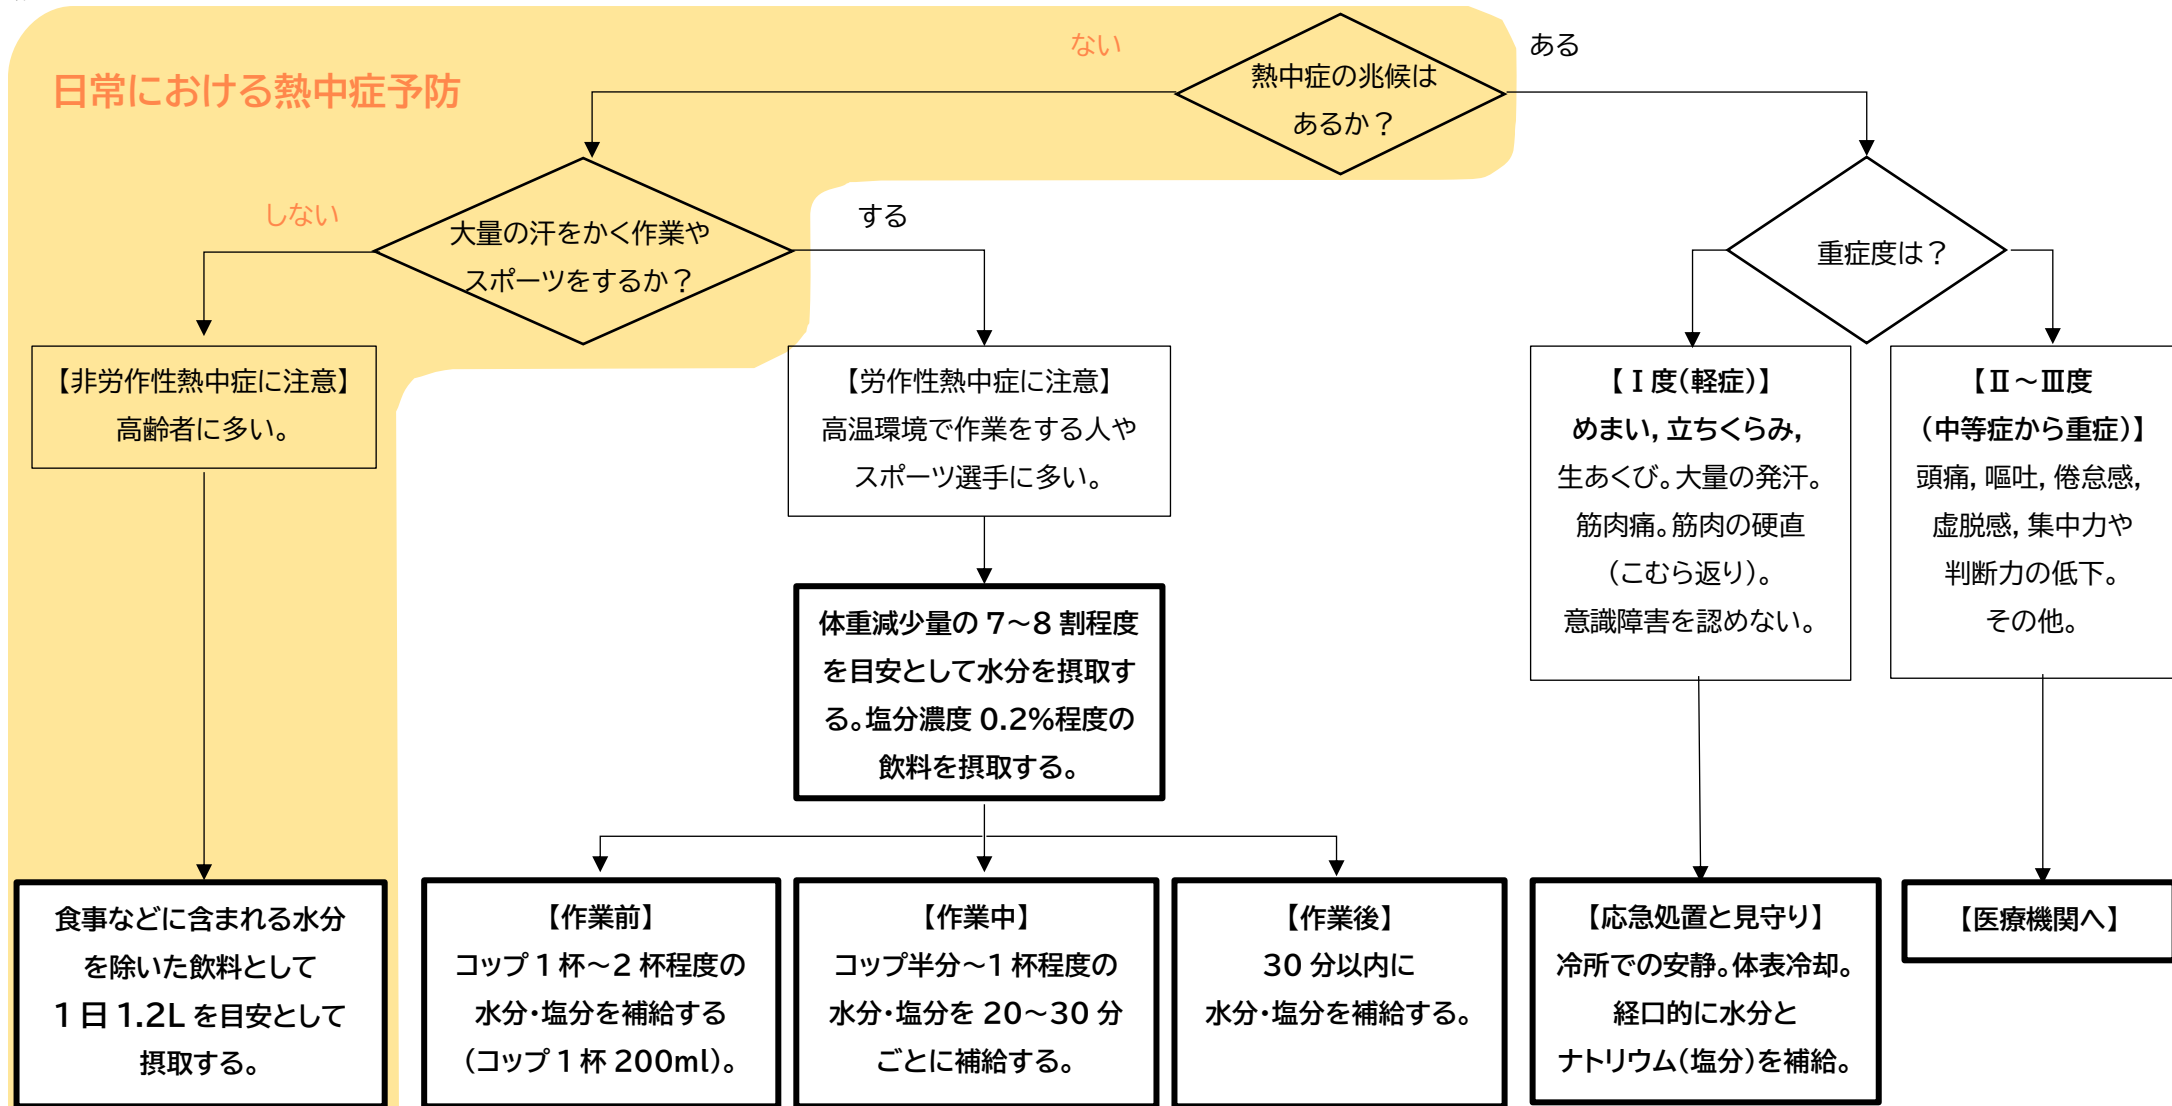 日常における熱中症予防
ない
ある
熱中症の兆候は
あるか？
しない
する
大量の汗をかく作業や
スポーツをするか？
重症度は？
【非労作性熱中症に注意】
高齢者に多い。
【労作性熱中症に注意】
高温環境で作業をする人や
スポーツ選手に多い。
【Ⅰ度(軽症)】
めまい, 立ちくらみ,
生あくび。大量の発汗。
筋肉痛。筋肉の硬直
(こむら返り)。
意識障害を認めない。
【Ⅱ～Ⅲ度
(中等症から重症)】
頭痛, 嘔吐, 倦怠感,
虚脱感, 集中力や
判断力の低下。
その他。
体重減少量の 7～8 割程度
を目安として水分を摂取す
る。塩分濃度 0.2%程度の
飲料を摂取する。
食事などに含まれる水分
を除いた飲料として
1 日 1.2L を目安として
摂取する。
【作業前】
コップ 1 杯～2 杯程度の
水分・塩分を補給する
(コップ 1 杯 200ml)。
【作業中】
コップ半分～1 杯程度の
水分・塩分を 20～30 分
ごとに補給する。
【作業後】
30 分以内に
水分・塩分を補給する。
【応急処置と見守り】
冷所での安静。体表冷却。
経口的に水分と
ナトリウム(塩分)を補給。
【医療機関へ】